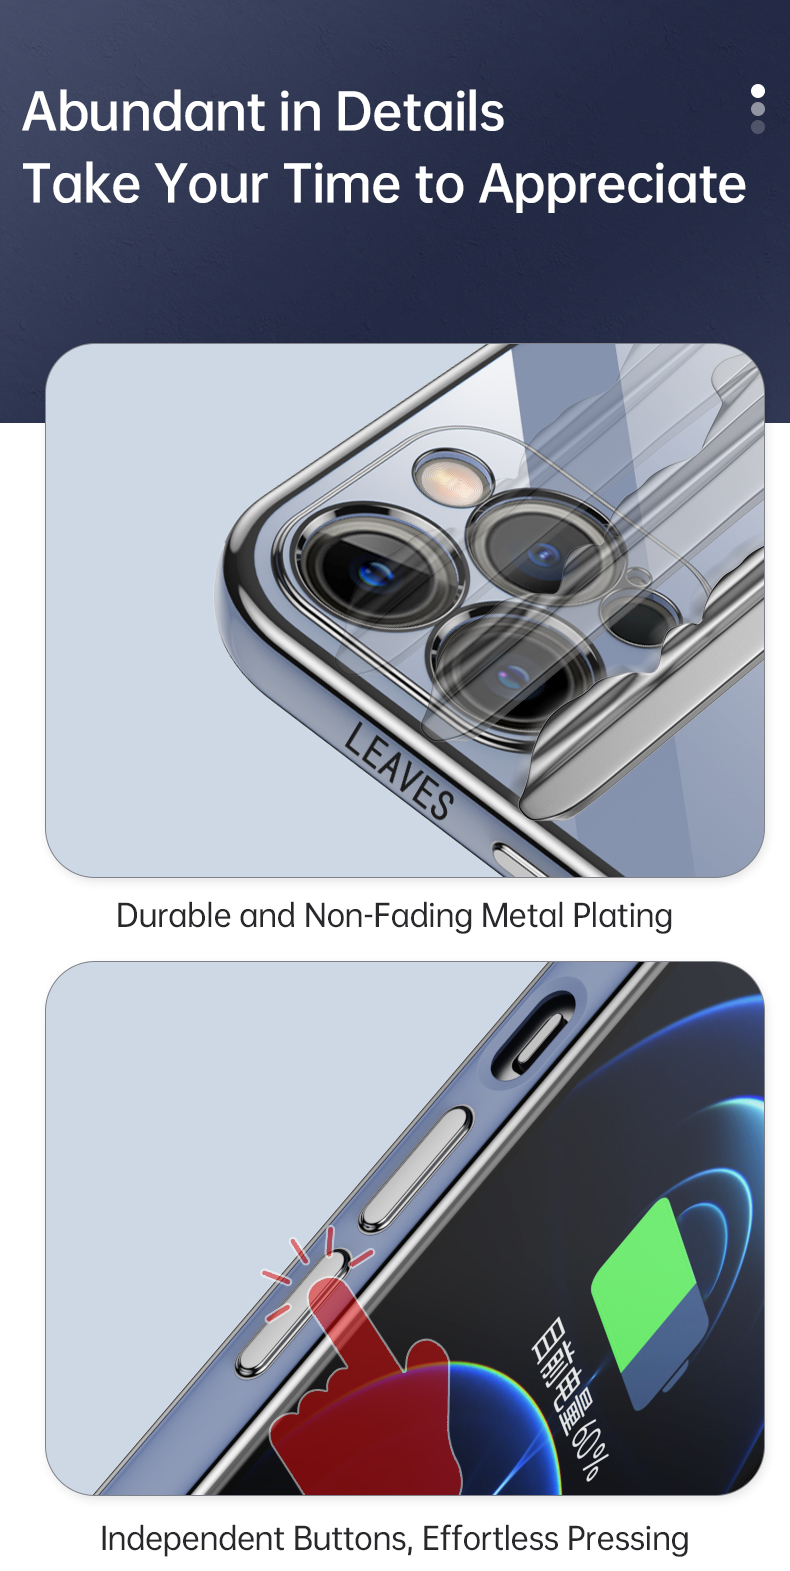 Abundant in Details
Take Your Time to Appreciate
LEAVES
Durable and Non-Fading Metal Plating
目前电量60%
Independent Buttons, Effortless Pressing